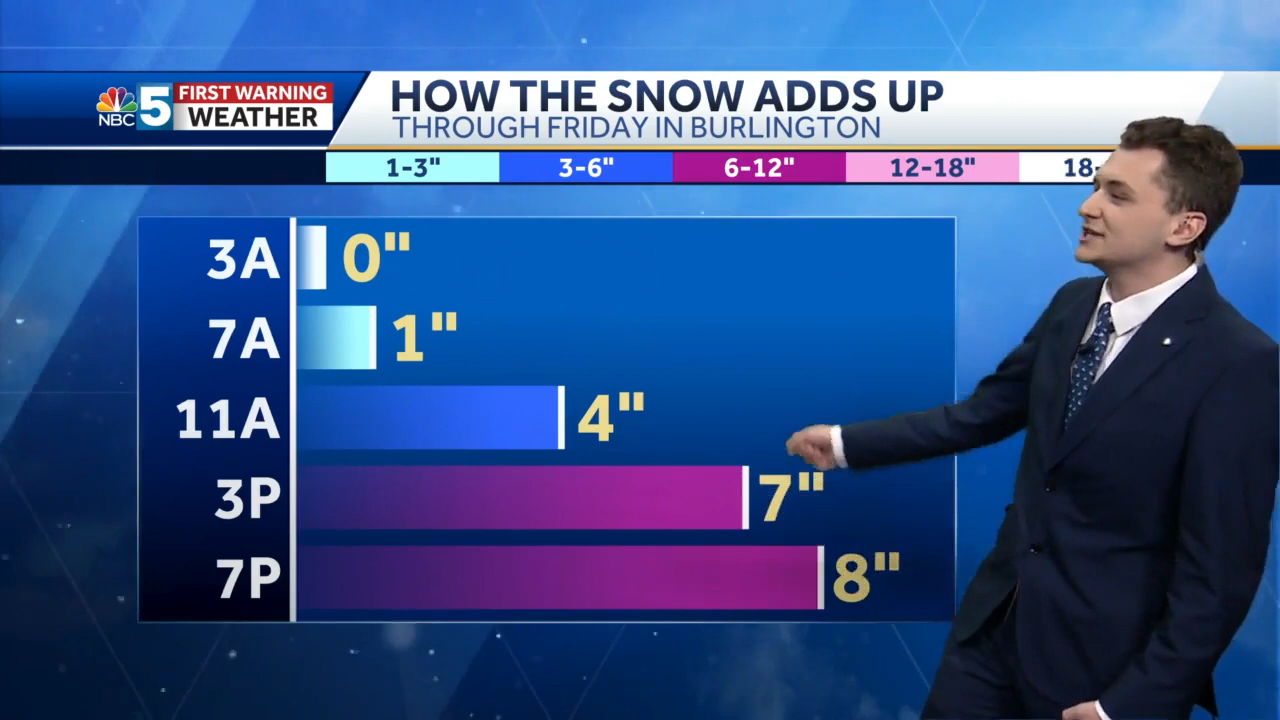 NBC 5 FIRST WARNING
WEATHER
HOW THE SNOW ADDS UP
THROUGH FRIDAY IN BURLINGTON
1-3" 3-6" 6-12" 12-18" 18-
3A 0"
7A 1"
11A 4"
3P 7"
7P 8"